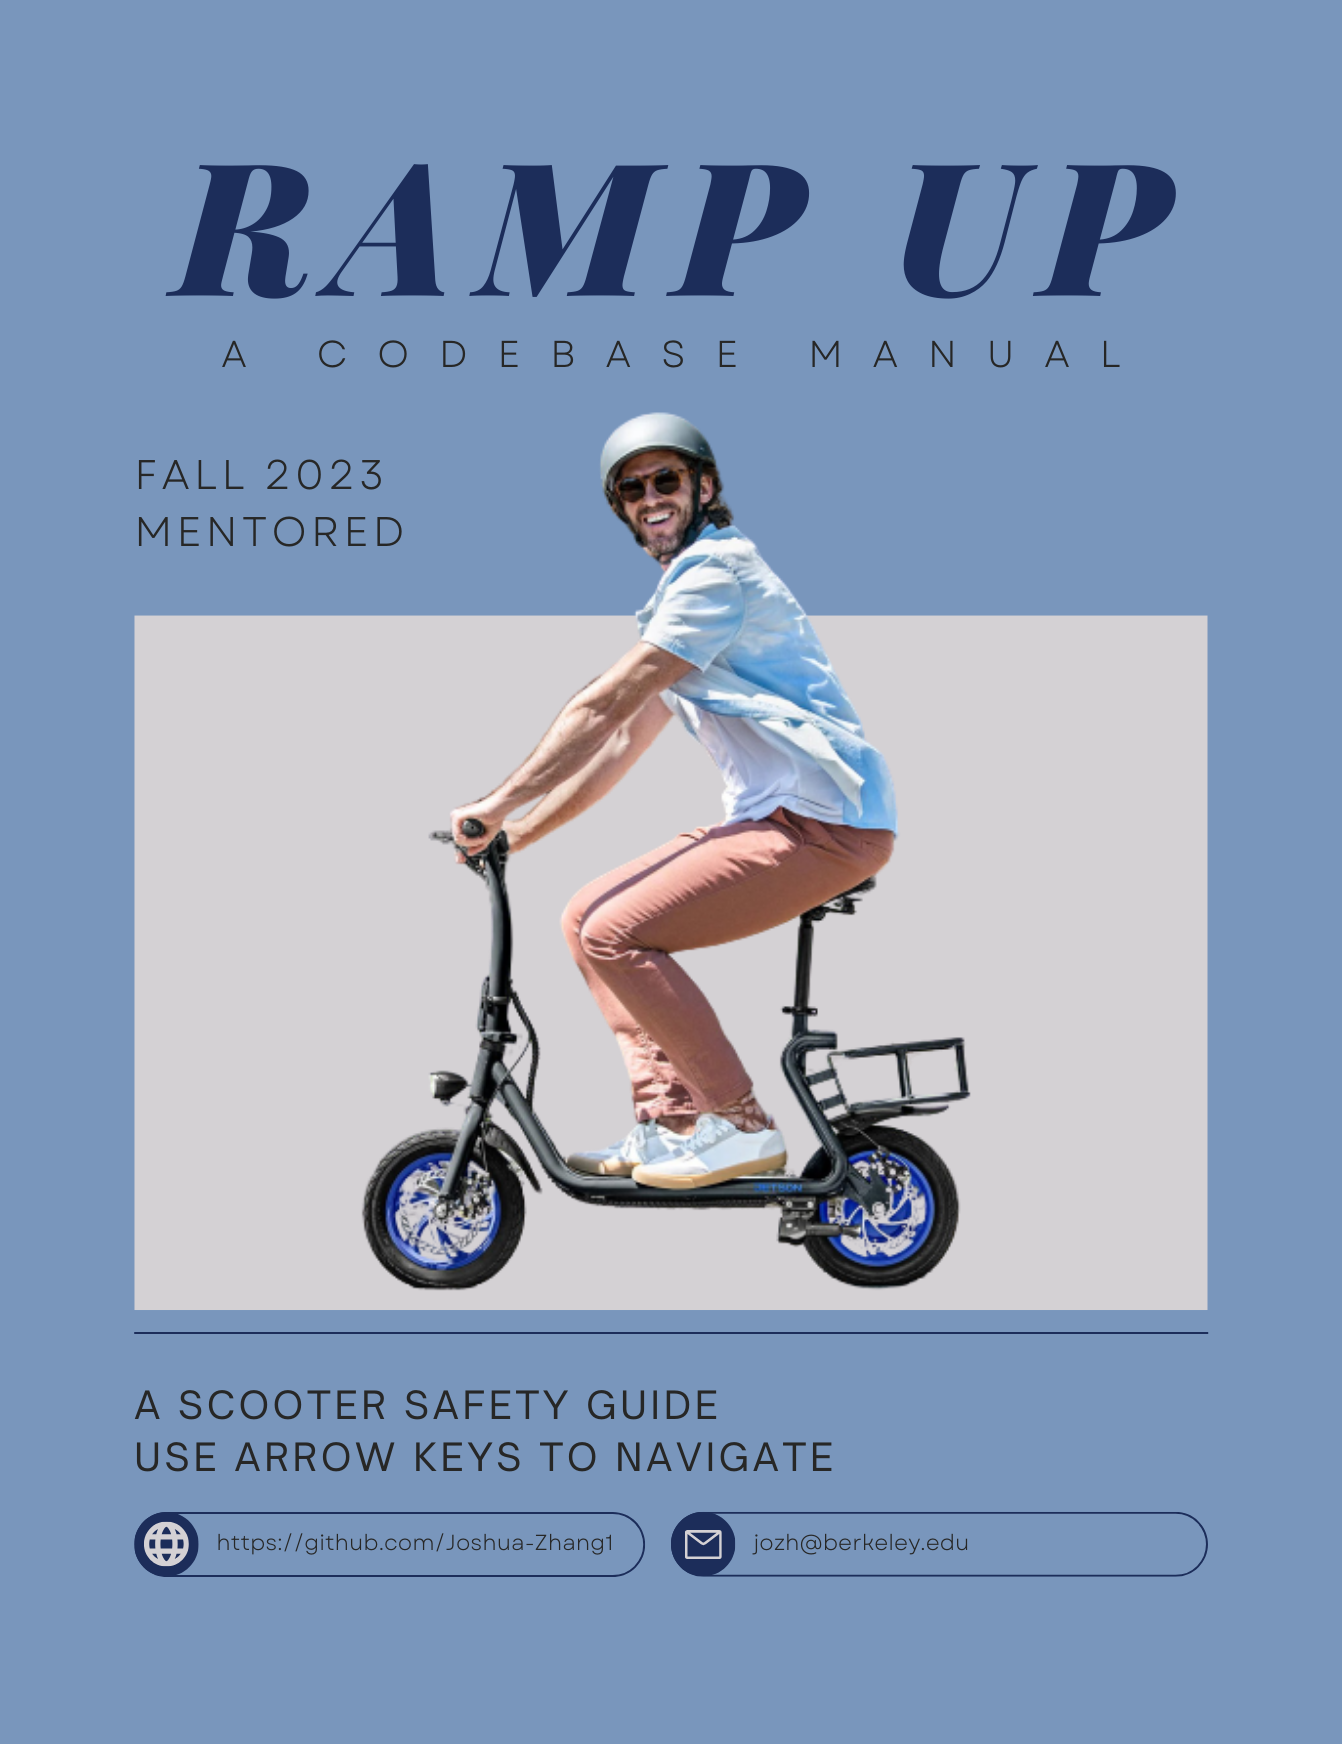 RAMP UP
A CODEBASE MANUAL
FALL 2023
MENTORED
JETSON
A SCOOTER SAFETY GUIDE
USE ARROW KEYS TO NAVIGATE
https://github.com/Joshua-Zhang1
jozh@berkeley.edu